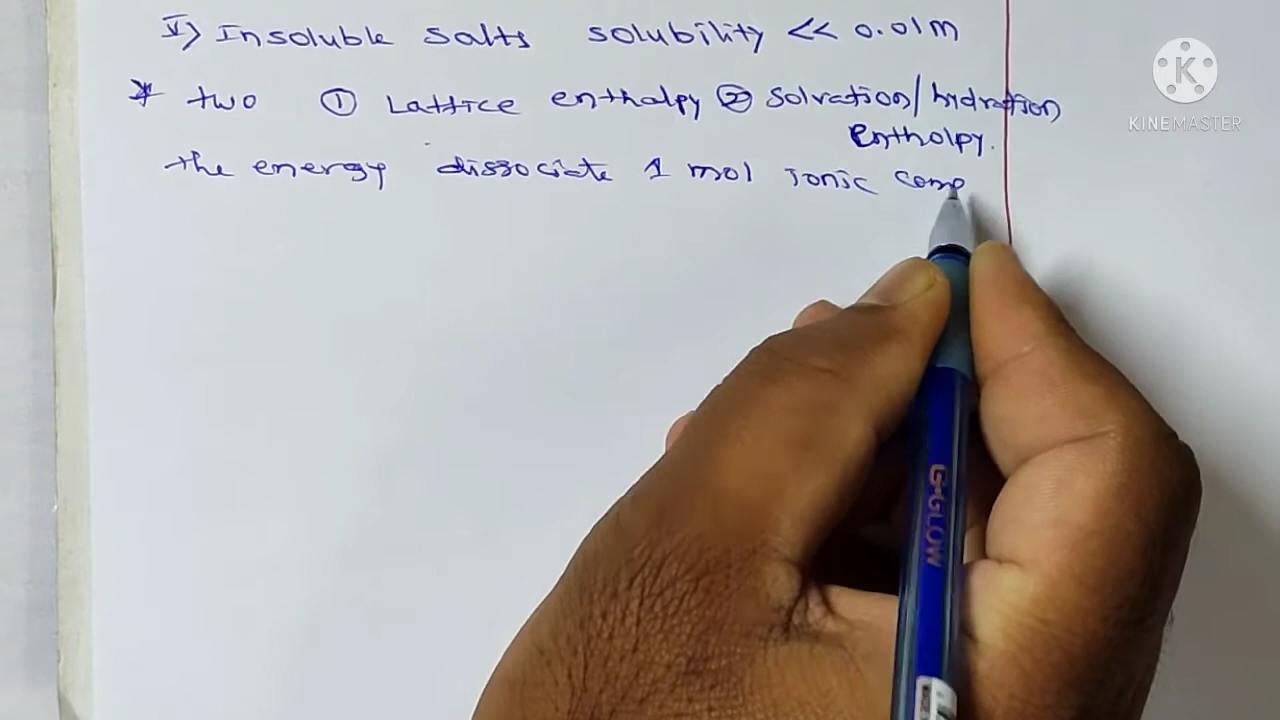 V) Insoluble salts solubility << 0.01M
* two ① Lattice enthalpy ② solvation/hydration
enthalpy.
the energy dissociate 1 mol ionic comp
K
KINEMASTER